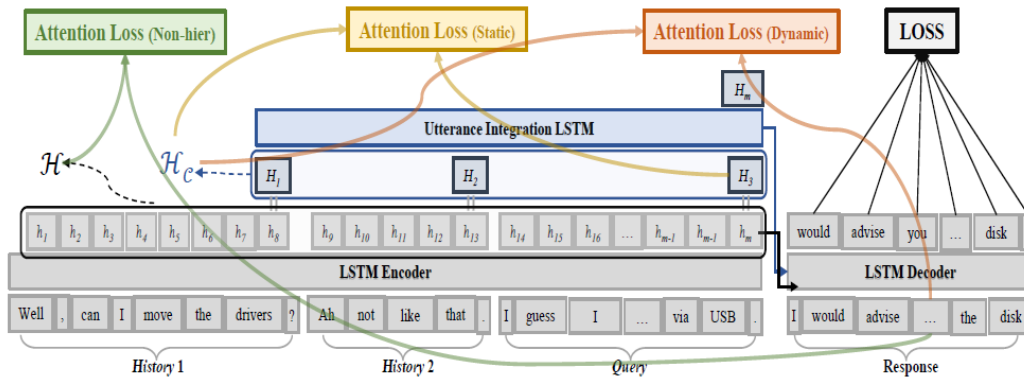 Attention Loss (Non-hier) Attention Loss (Static) Attention Loss (Dynamic) LOSS
H_m
Utterance Integration LSTM
ℋ ℋ_C H_1 H_2 H_3
h_1 h_2 h_3 h_4 h_5 h_6 h_7 h_8 h_9 h_10 h_11 h_12 h_13 h_14 h_15 h_16 ... h_m-1 h_m-1 h_m would advise you ... disk
LSTM Encoder LSTM Decoder
Well , can I move the drivers ? Ah not like that . I guess I ... via USB . I would advise ... the disk
History 1 History 2 Query Response